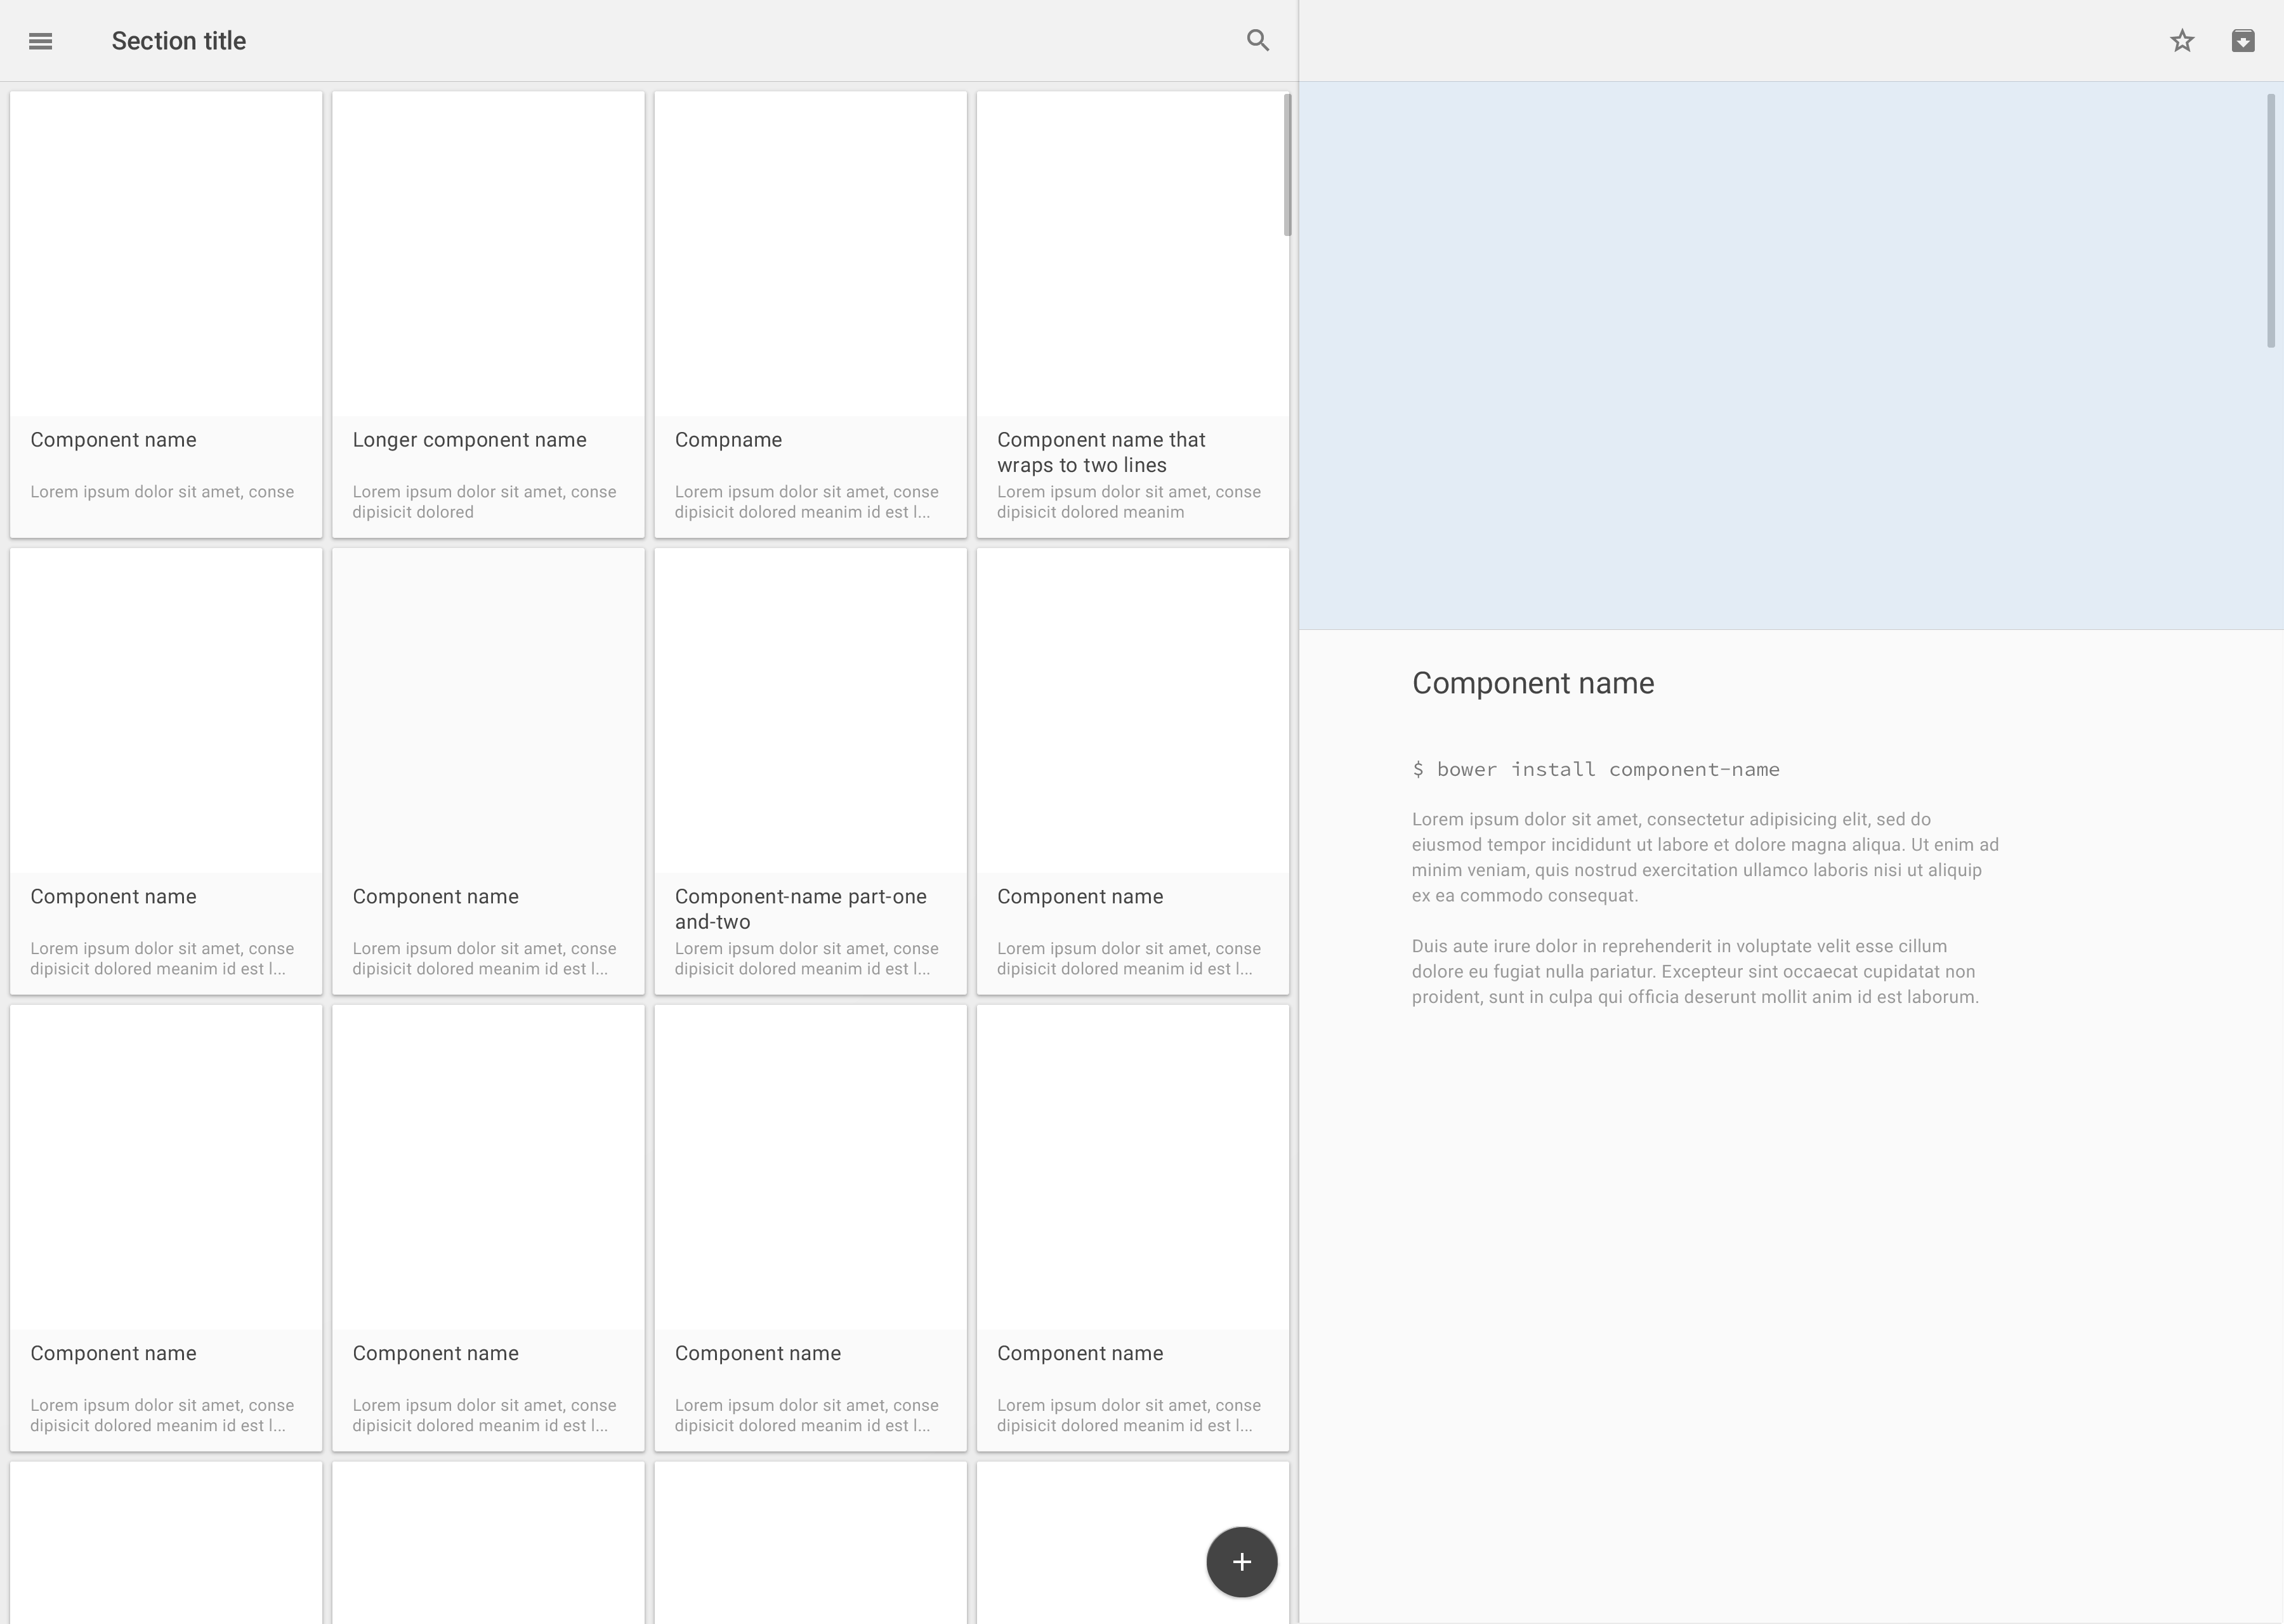 Section title
Component name
Lorem ipsum dolor sit amet, conse
Longer component name
Lorem ipsum dolor sit amet, conse
dipisicit dolored
Compname
Lorem ipsum dolor sit amet, conse
dipisicit dolored meanim id est l...
Component name that
wraps to two lines
Lorem ipsum dolor sit amet, conse
dipisicit dolored meanim
Component name
Lorem ipsum dolor sit amet, conse
dipisicit dolored meanim id est l...
Component name
Lorem ipsum dolor sit amet, conse
dipisicit dolored meanim id est l...
Component-name part-one
and-two
Lorem ipsum dolor sit amet, conse
dipisicit dolored meanim id est l...
Component name
Lorem ipsum dolor sit amet, conse
dipisicit dolored meanim id est l...
Component name
Lorem ipsum dolor sit amet, conse
dipisicit dolored meanim id est l...
Component name
Lorem ipsum dolor sit amet, conse
dipisicit dolored meanim id est l...
Component name
Lorem ipsum dolor sit amet, conse
dipisicit dolored meanim id est l...
Component name
Lorem ipsum dolor sit amet, conse
dipisicit dolored meanim id est l...
Component name
$ bower install component-name
Lorem ipsum dolor sit amet, consectetur adipisicing elit, sed do
eiusmod tempor incididunt ut labore et dolore magna aliqua. Ut enim ad
minim veniam, quis nostrud exercitation ullamco laboris nisi ut aliquip
ex ea commodo consequat.
Duis aute irure dolor in reprehenderit in voluptate velit esse cillum
dolore eu fugiat nulla pariatur. Excepteur sint occaecat cupidatat non
proident, sunt in culpa qui officia deserunt mollit anim id est laborum.